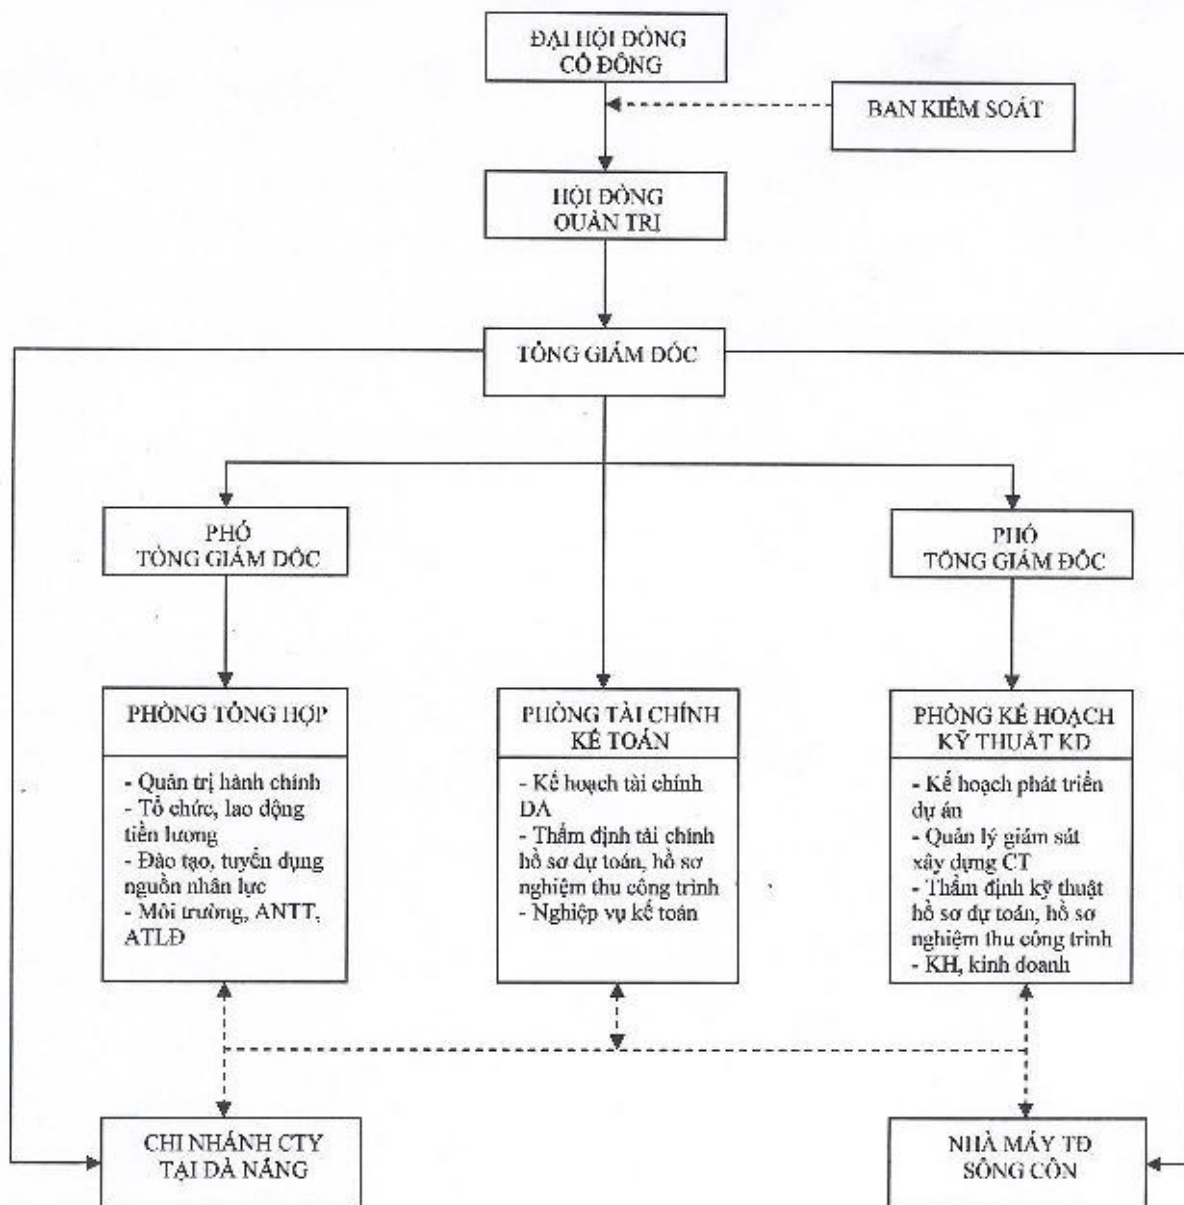 ĐẠI HỘI ĐỒNG
CỔ ĐÔNG
BAN KIỂM SOÁT
HỘI ĐỒNG
QUẢN TRỊ
TỔNG GIÁM ĐỐC
PHÓ
TỔNG GIÁM ĐỐC
PHÓ
TỔNG GIÁM ĐỐC
PHÒNG TỔNG HỢP
- Quản trị hành chính
- Tổ chức, lao động
tiền lương
- Đào tạo, tuyển dụng
nguồn nhân lực
- Môi trường, ANTT,
ATLĐ
PHÒNG TÀI CHÍNH
KẾ TOÁN
- Kế hoạch tài chính
DA
- Thẩm định tài chính
hồ sơ dự toán, hồ sơ
nghiệm thu công trình
- Nghiệp vụ kế toán
PHÒNG KẾ HOẠCH
KỸ THUẬT KD
- Kế hoạch phát triển
dự án
- Quản lý giám sát
xây dựng CT
- Thẩm định kỹ thuật
hồ sơ dự toán, hồ sơ
nghiệm thu công trình
- KH, kinh doanh
CHI NHÁNH CTY
TẠI ĐÀ NẴNG
NHÀ MÁY TĐ
SÔNG CÔN